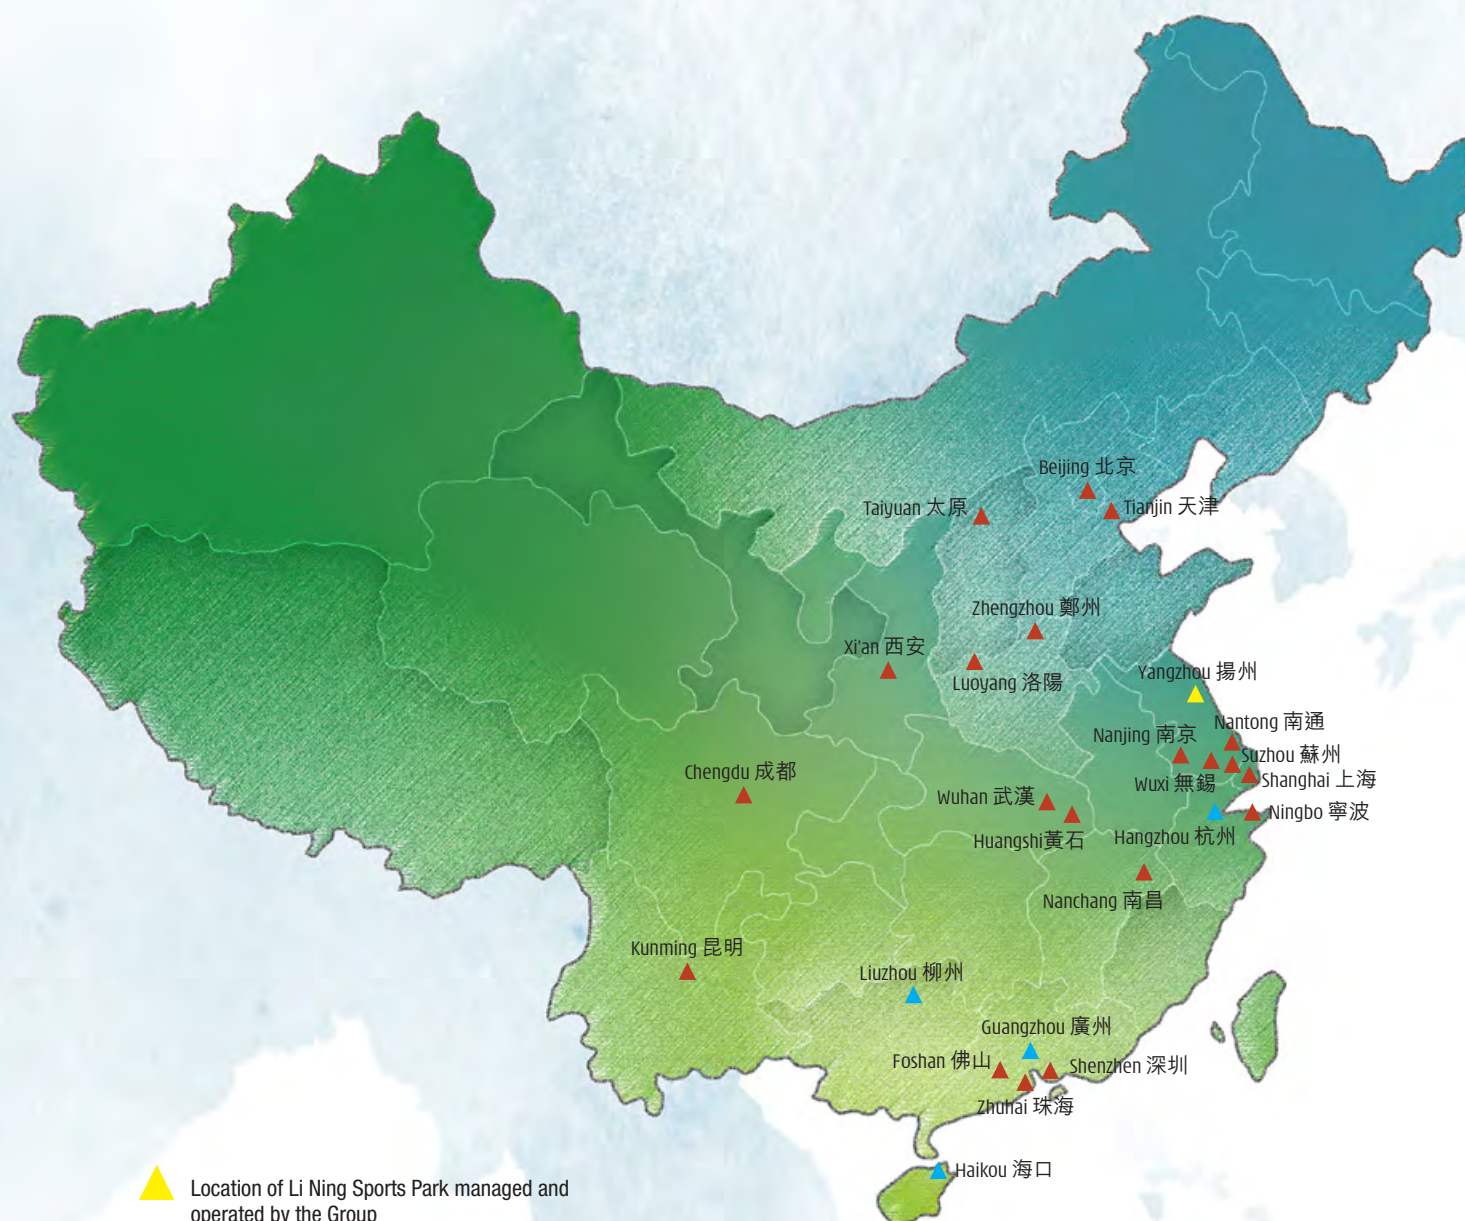 Beijing 北京
Taiyuan 太原
Tianjin 天津
Zhengzhou 鄭州
Xi'an 西安
Luoyang 洛陽
Yangzhou 揚州
Nantong 南通
Nanjing 南京
Suzhou 蘇州
Chengdu 成都
Wuxi 無錫
Shanghai 上海
Wuhan 武漢
Ningbo 寧波
Huangshi黃石
Hangzhou 杭州
Nanchang 南昌
Kunming 昆明
Liuzhou 柳州
Guangzhou 廣州
Foshan 佛山
Shenzhen 深圳
Zhuhai 珠海
Haikou 海口
Location of Li Ning Sports Park managed and
operated by the Group